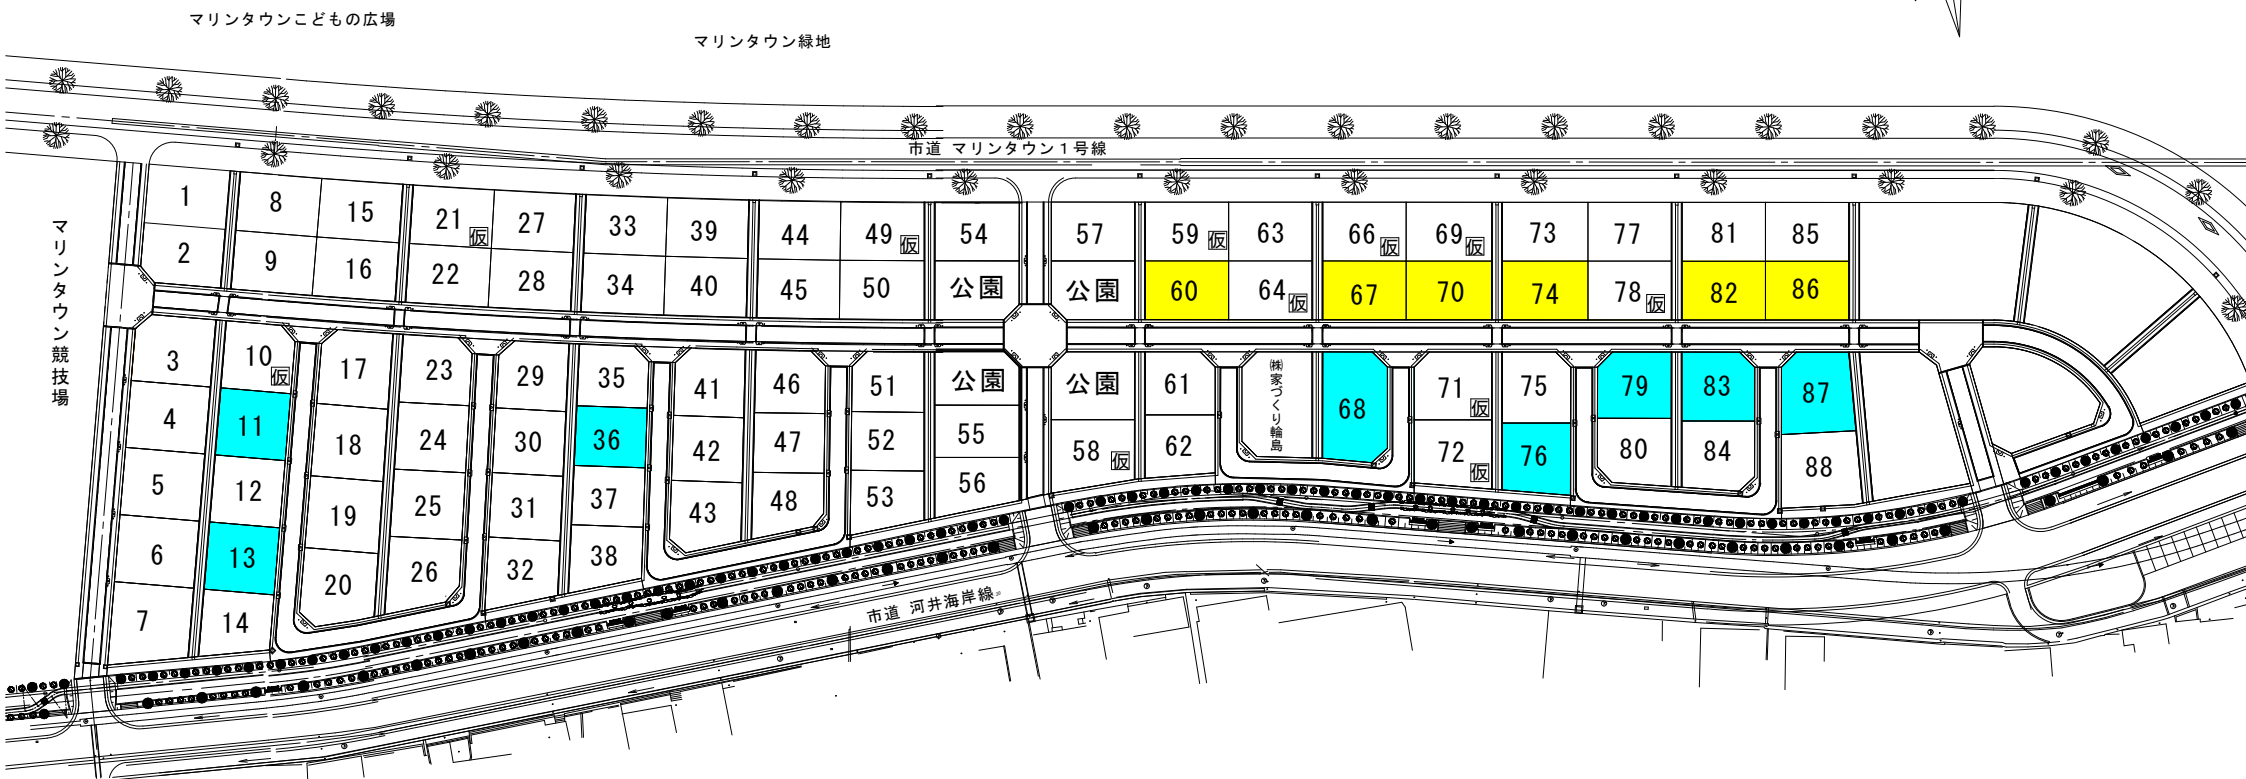 マリンタウンこどもの広場
マリンタウン緑地
市道 マリンタウン1号線
マリンタウン競技場
1 8 15 21 仮 27 33 39 44 49 仮 54 57 59 仮 63 66 仮 69 仮 73 77 81 85
2 9 16 22 28 34 40 45 50 公園 公園 60 64 仮 67 70 74 78 仮 82 86
3 10 仮 17 23 29 35 41 46 51 公園 公園 61 ㈱家づくり輪島 68 71 仮 75 79 83 87
4 11 18 24 30 36 42 47 52 55 58 仮 62 72 仮 76 80 84 88
5 12 19 25 31 37 43 48 53 56
6 13 20 26 32 38
7 14
市道 河井海岸線